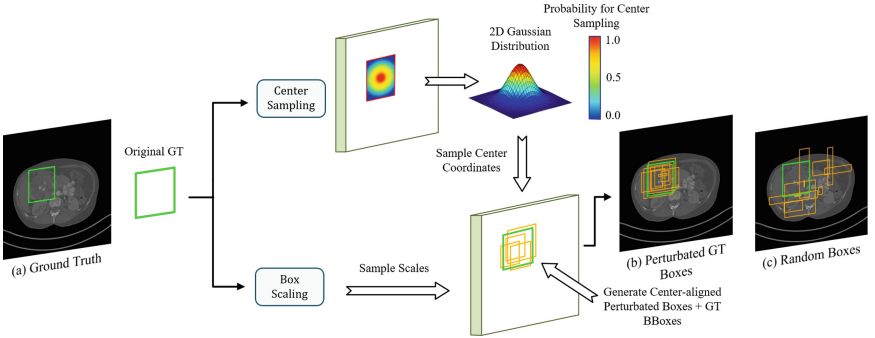 Probability for Center
Sampling
2D Gaussian
Distribution
1.0
0.5
0.0
Center
Sampling
Original GT
Sample Center
Coordinates
(a) Ground Truth
Box
Scaling
Sample Scales
(b) Perturbated GT
Boxes
(c) Random Boxes
Generate Center-aligned
Perturbated Boxes + GT
BBoxes